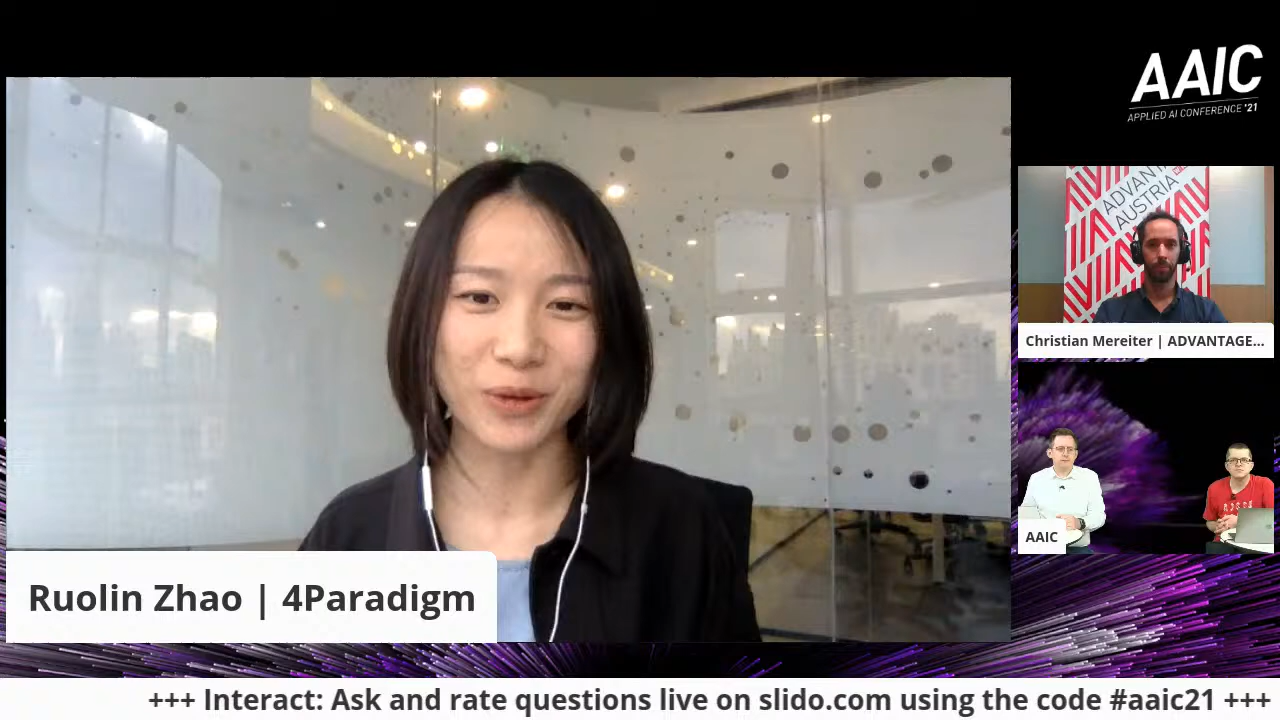 AAIC
APPLIED AI CONFERENCE '21
ADVANT
AUSTRIA
Christian Mereiter | ADVANTAGE...
AAIC
Ruolin Zhao | 4Paradigm
+++ Interact: Ask and rate questions live on slido.com using the code #aaic21 +++